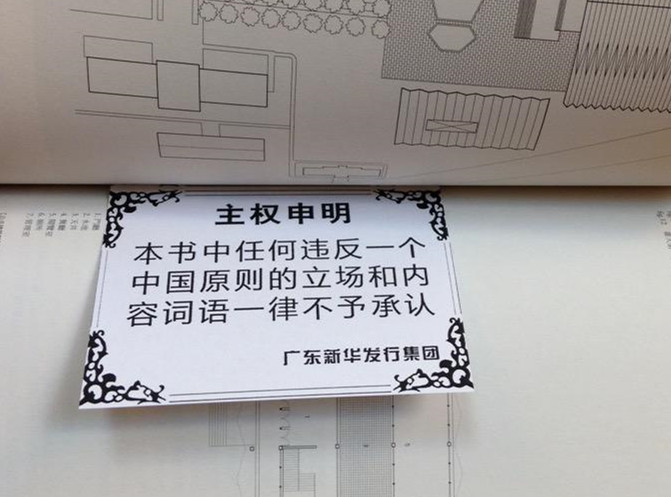 主权申明
本书中任何违反一个
中国原则的立场和内
容词语一律不予承认
广东新华发行集团